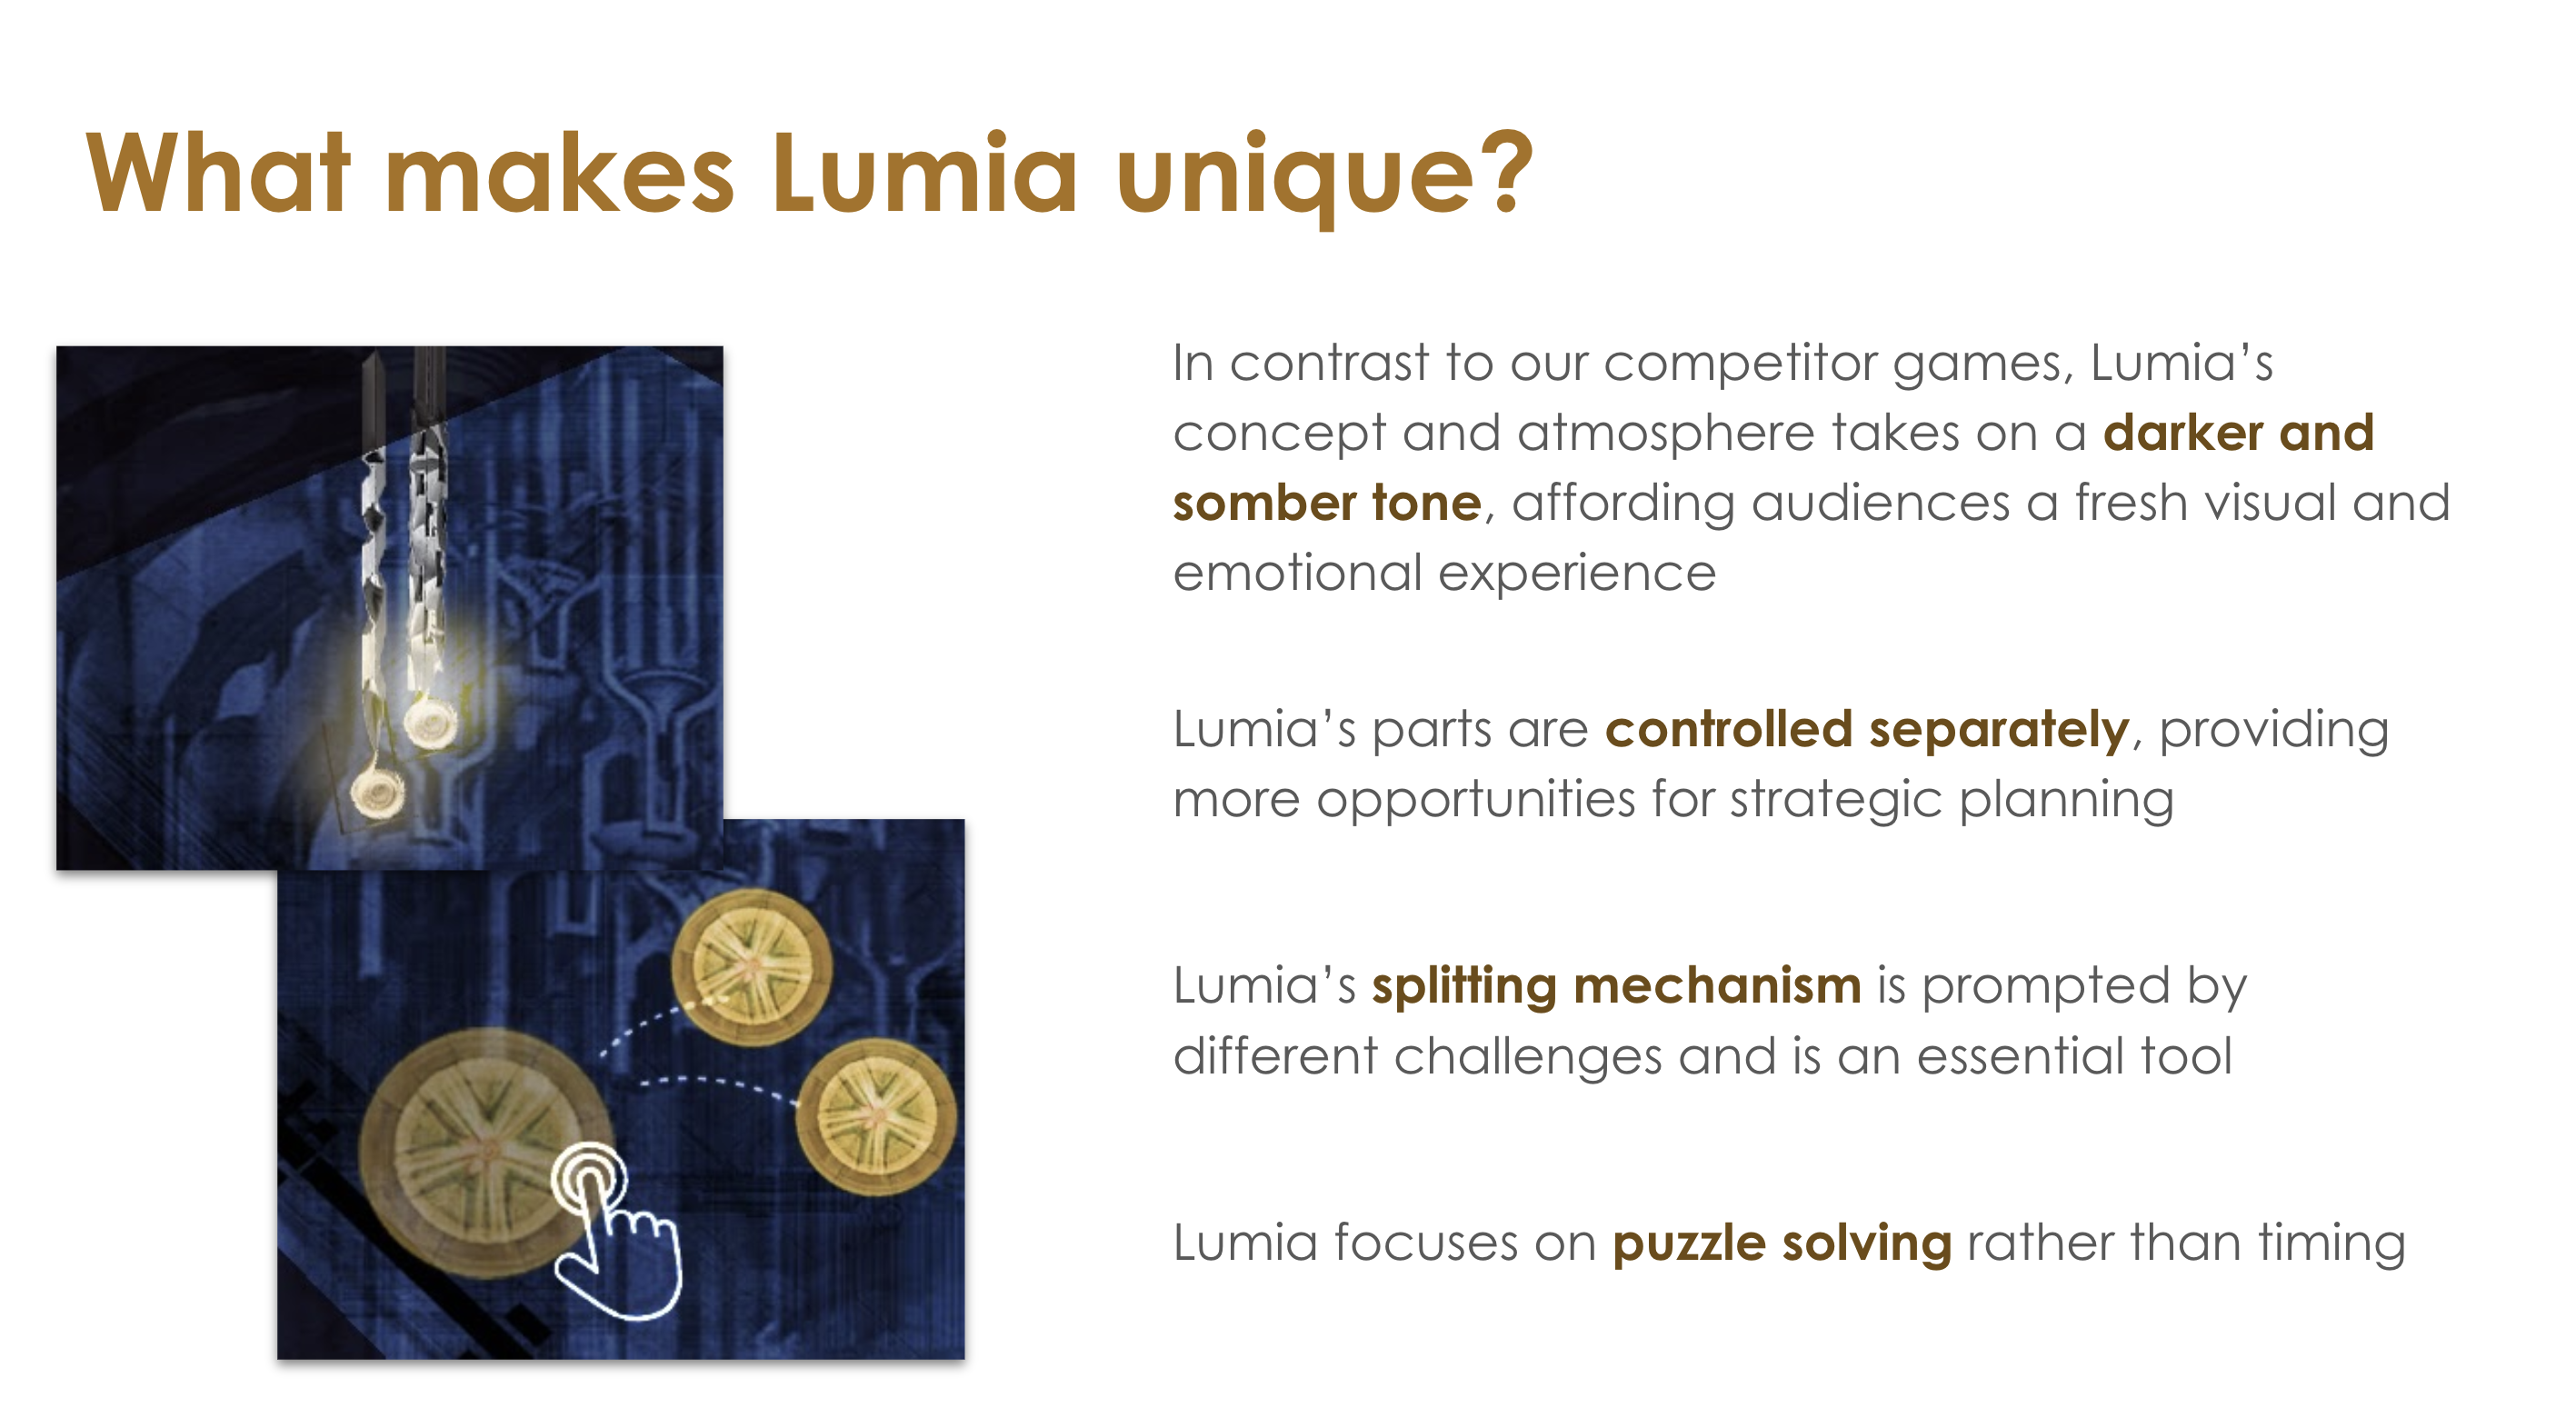 What makes Lumia unique?
In contrast to our competitor games, Lumia’s
concept and atmosphere takes on a darker and
somber tone, affording audiences a fresh visual and
emotional experience
Lumia’s parts are controlled separately, providing
more opportunities for strategic planning
Lumia’s splitting mechanism is prompted by
different challenges and is an essential tool
Lumia focuses on puzzle solving rather than timing